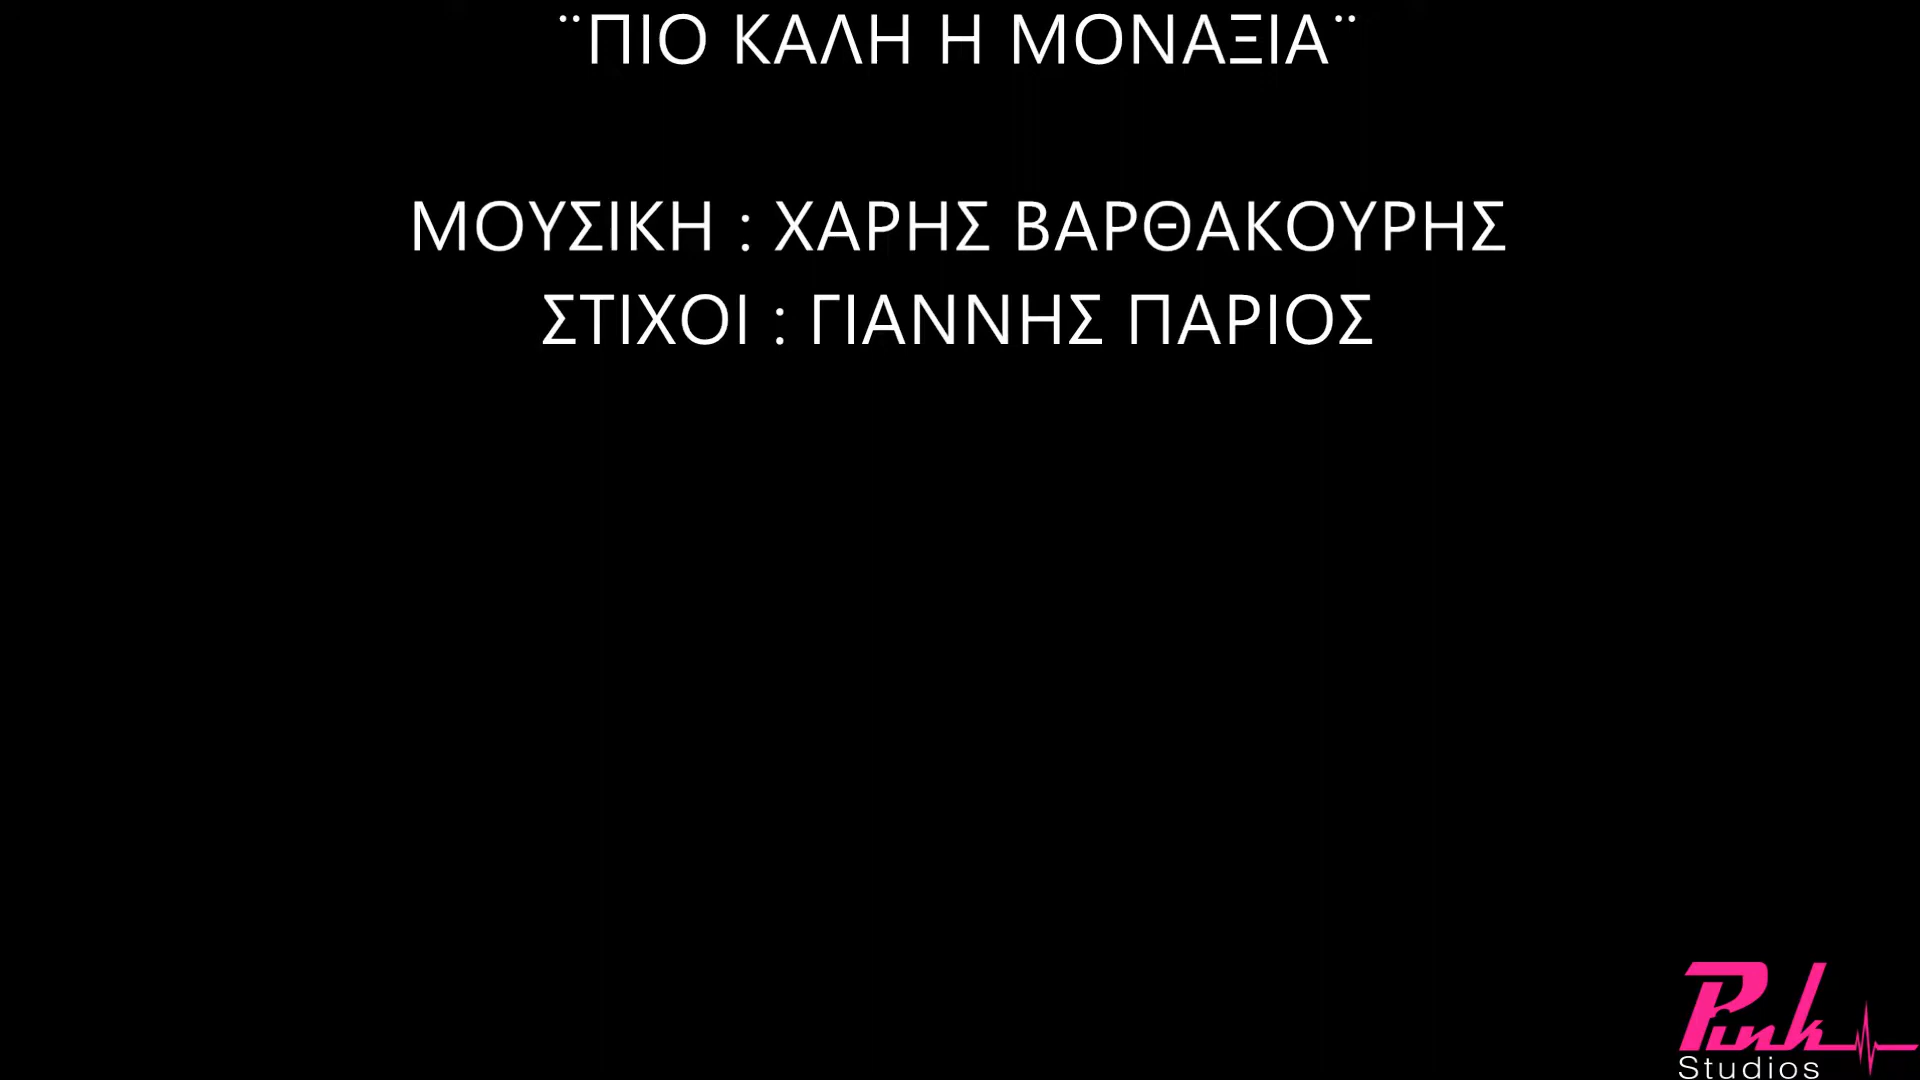 ¨ΠΙΟ ΚΑΛΗ Η ΜΟΝΑΞΙΑ¨
ΜΟΥΣΙΚΗ : ΧΑΡΗΣ ΒΑΡΘΑΚΟΥΡΗΣ
ΣΤΙΧΟΙ : ΓΙΑΝΝΗΣ ΠΑΡΙΟΣ
Pink
Studios